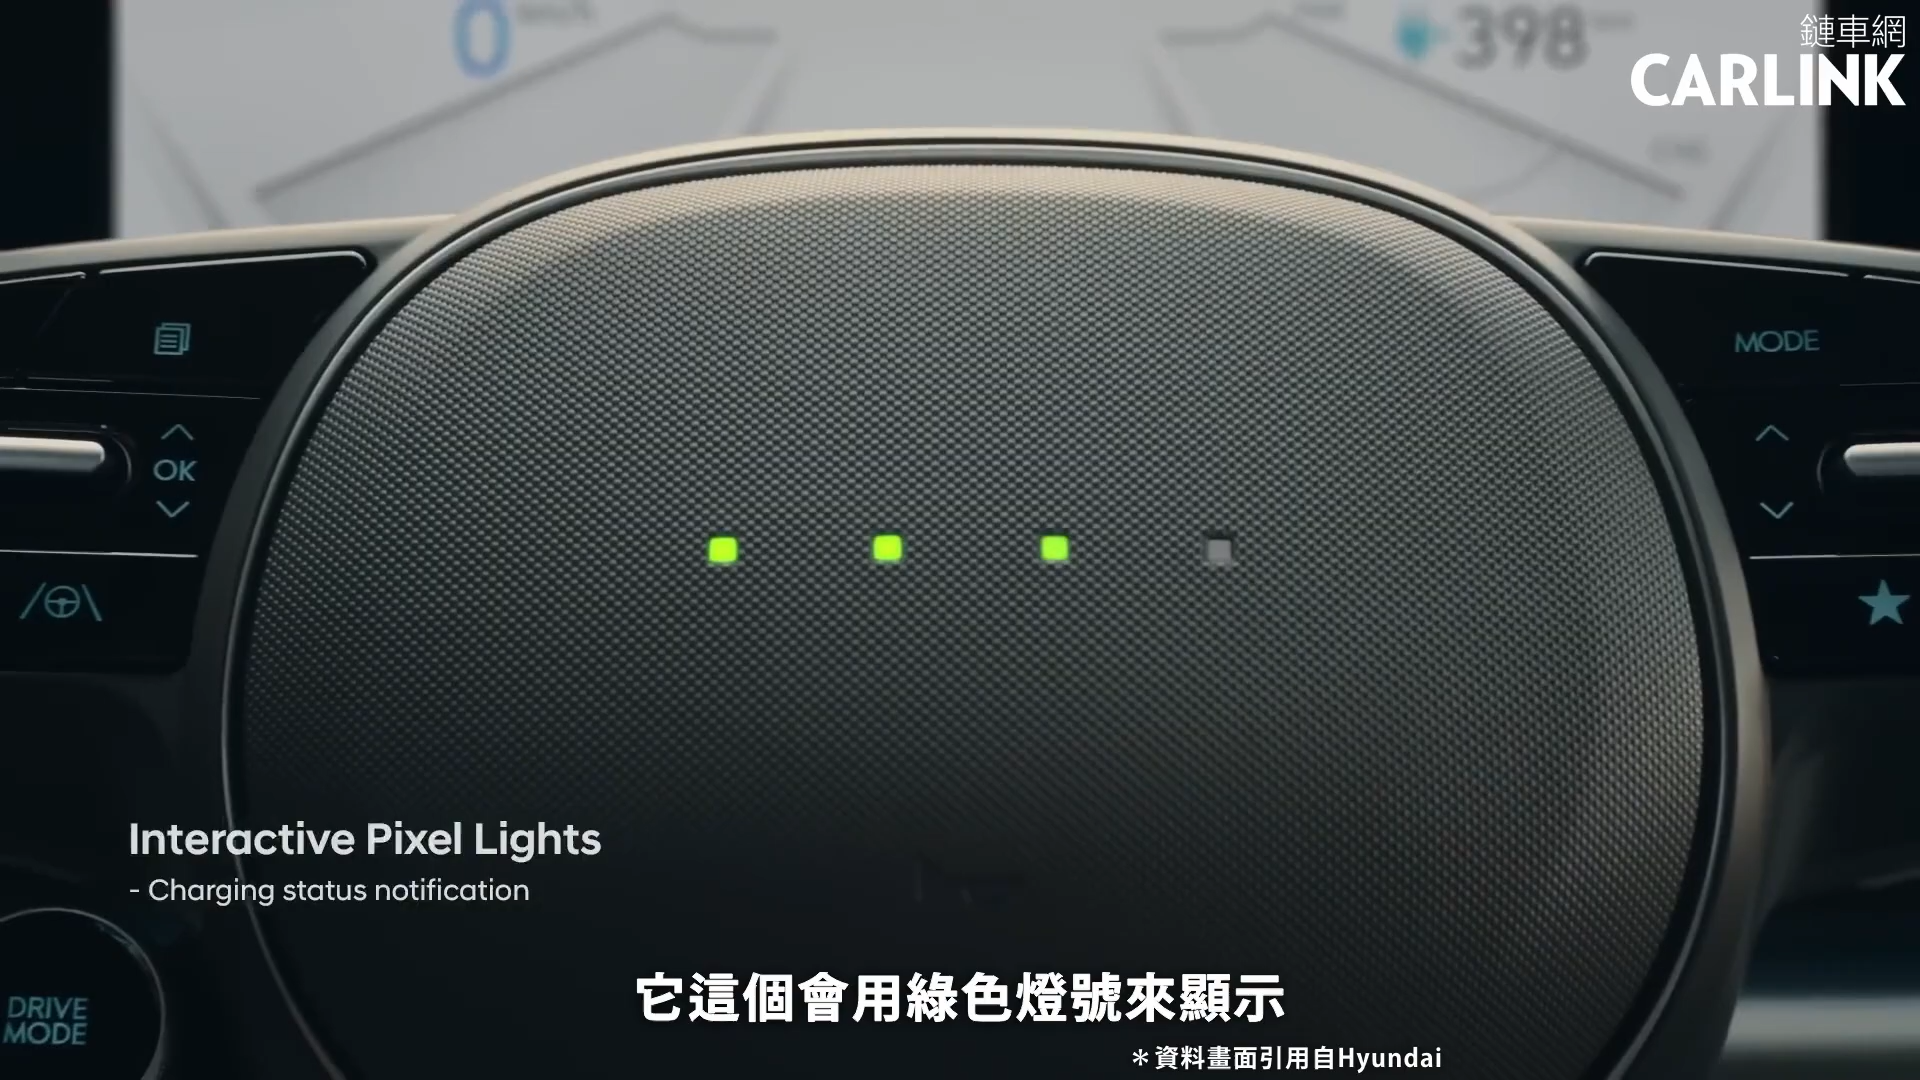 鏈車網
CARLINK
0
398
MODE
OK
Interactive Pixel Lights
- Charging status notification
DRIVE
MODE
它這個會用綠色燈號來顯示
＊資料畫面引用自Hyundai